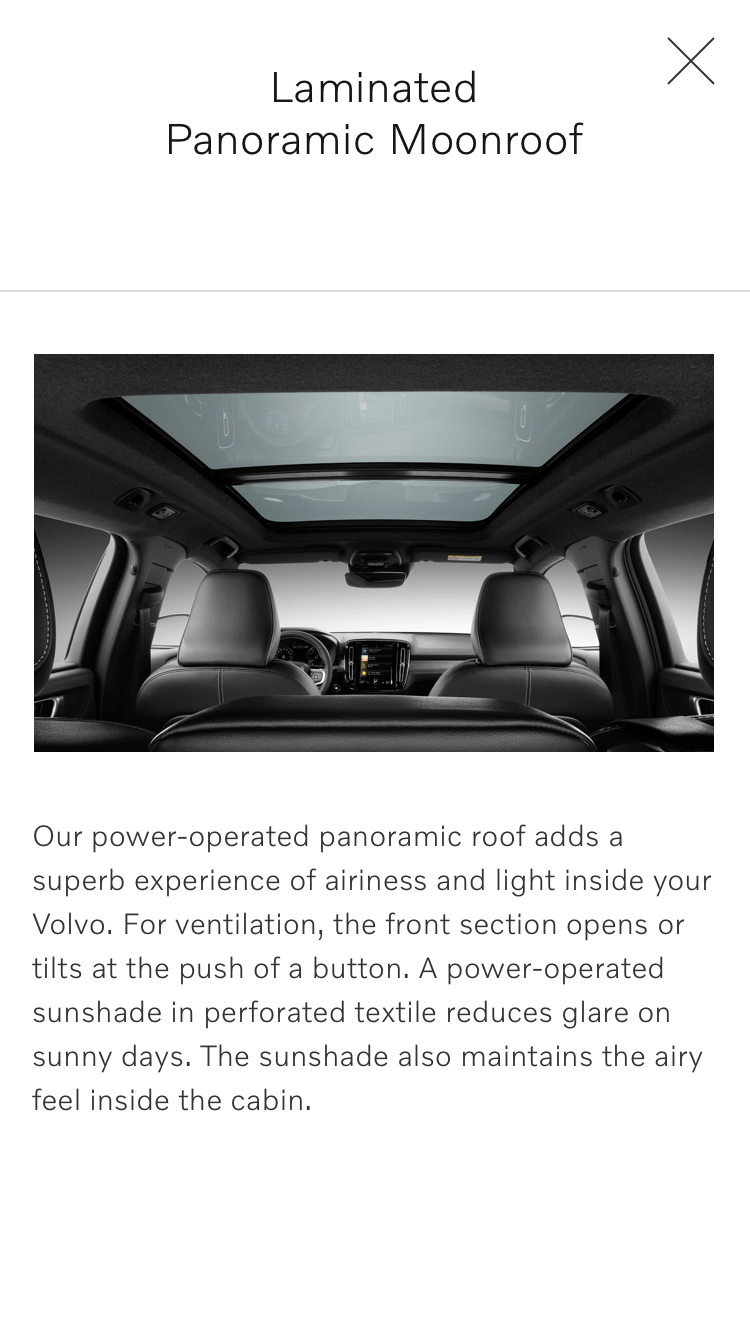 Laminated
Panoramic Moonroof
Our power-operated panoramic roof adds a
superb experience of airiness and light inside your
Volvo. For ventilation, the front section opens or
tilts at the push of a button. A power-operated
sunshade in perforated textile reduces glare on
sunny days. The sunshade also maintains the airy
feel inside the cabin.